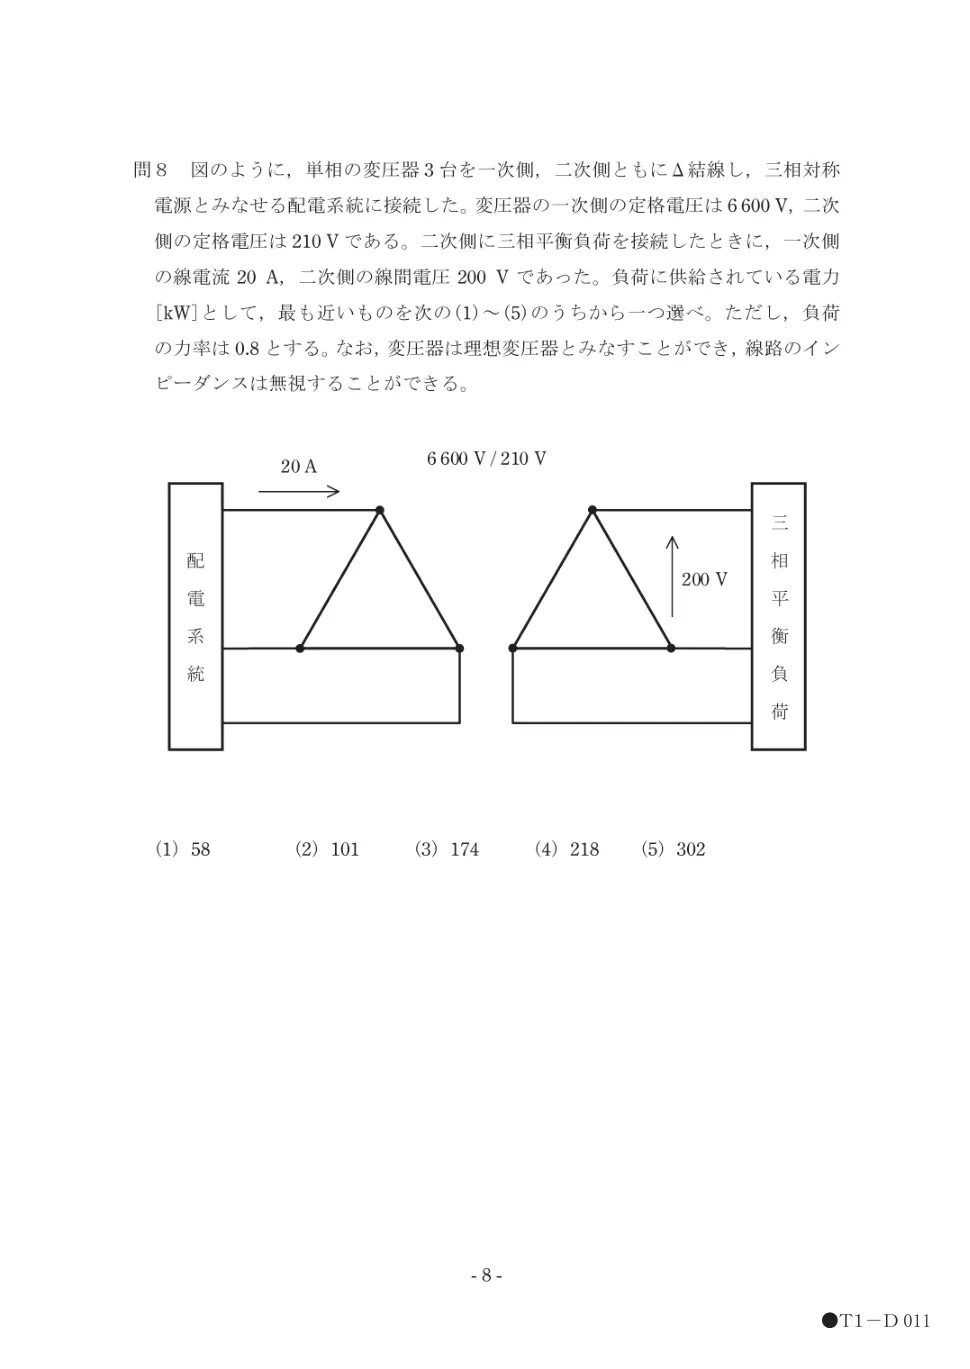 問８　図のように，単相の変圧器 3 台を一次側，二次側ともに Δ 結線し，三相対称
電源とみなせる配電系統に接続した。変圧器の一次側の定格電圧は 6 600 V，二次
側の定格電圧は 210 V である。二次側に三相平衡負荷を接続したときに，一次側
の線電流 20 A，二次側の線間電圧 200 V であった。負荷に供給されている電力
[kW]として，最も近いものを次の(1)～(5)のうちから一つ選べ。ただし，負荷
の力率は 0.8 とする。なお，変圧器は理想変圧器とみなすことができ，線路のイン
ピーダンスは無視することができる。
6 600 V / 210 V
20 A
配電系統
200 V
三相平衡負荷
(1) 58　(2) 101　(3) 174　(4) 218　(5) 302
- 8 -
●T1－D 011